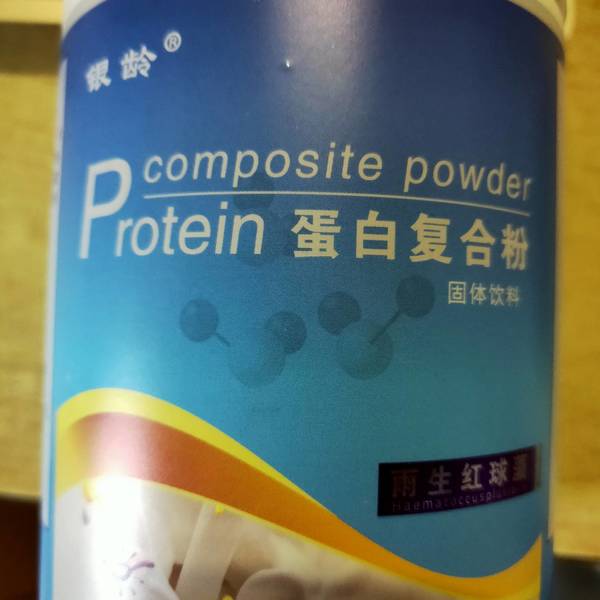 银龄®
composite powder
Protein 蛋白复合粉
固体饮料
雨生红球藻